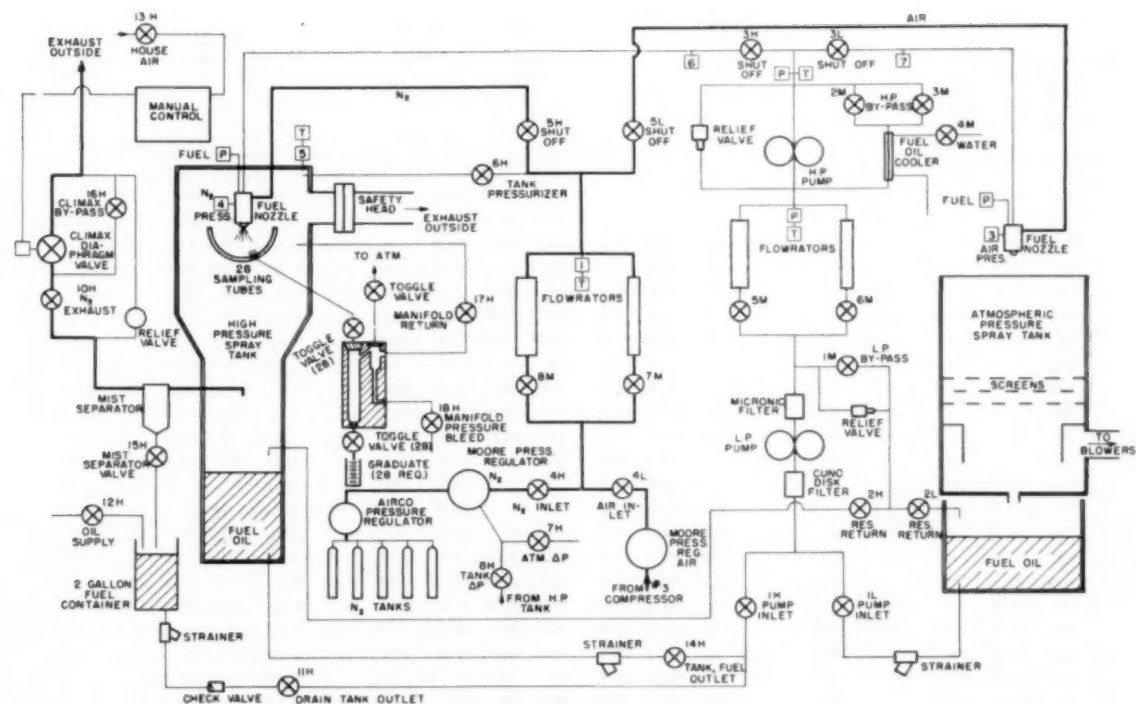 13H
HOUSE
AIR
EXHAUST
OUTSIDE
MANUAL
CONTROL
16H
CLIMAX
BY-PASS
CLIMAX
DIA-
PHRAGM
VALVE
10H
N2
EXHAUST
RELIEF
VALVE
MIST
SEPARATOR
15H
MIST
SEPARATOR
VALVE
12H
OIL
SUPPLY
2 GALLON
FUEL
CONTAINER
STRAINER
CHECK VALVE
11H
DRAIN TANK OUTLET
FUEL
P
T
5
N2
4
PRESS
FUEL
NOZZLE
28
SAMPLING
TUBES
HIGH
PRESSURE
SPRAY
TANK
FUEL
OIL
SAFETY
HEAD
EXHAUST
OUTSIDE
N2
6H
TANK
PRESSURIZER
5H
SHUT
OFF
5L
SHUT
OFF
TO ATM
TOGGLE
VALVE
17H
MANIFOLD
RETURN
TOGGLE
VALVE
(28)
18H
MANIFOLD
PRESSURE
BLEED
TOGGLE
VALVE (28)
GRADUATE
(28 REQ.)
MOORE PRESS.
REGULATOR
AIRCO
PRESSURE
REGULATOR
N2 TANKS
N2
4H
N2 INLET
4L
AIR IN-
LET
7H
ATM ΔP
8H
TANK
ΔP
FROM H.P
TANK
MOORE
PRESS
REG
AIR
FROM #3
COMPRESSOR
1
T
FLOWRATORS
8M
7M
AIR
3H
SHUT
OFF
3L
SHUT OFF
6
7
P
T
2M
H.P.
BY-PASS
3M
RELIEF
VALVE
H.P.
PUMP
FUEL
OIL
COOLER
4M
WATER
P
T
FLOWRATORS
5M
6M
FUEL
P
3
AIR
PRES.
FUEL
NOZZLE
1M
L.P.
BY-PASS
MICRONIC
FILTER
RELIEF
VALVE
L.P.
PUMP
CUNC
DISK
FILTER
2H
RES
RETURN
2L
RES.
RETURN
ATMOSPHERIC
PRESSURE
SPRAY TANK
SCREENS
TO
BLOWERS
FUEL OIL
1H
PUMP
INLET
1L
PUMP
INLET
STRAINER
14H
TANK, FUEL
OUTLET
STRAINER